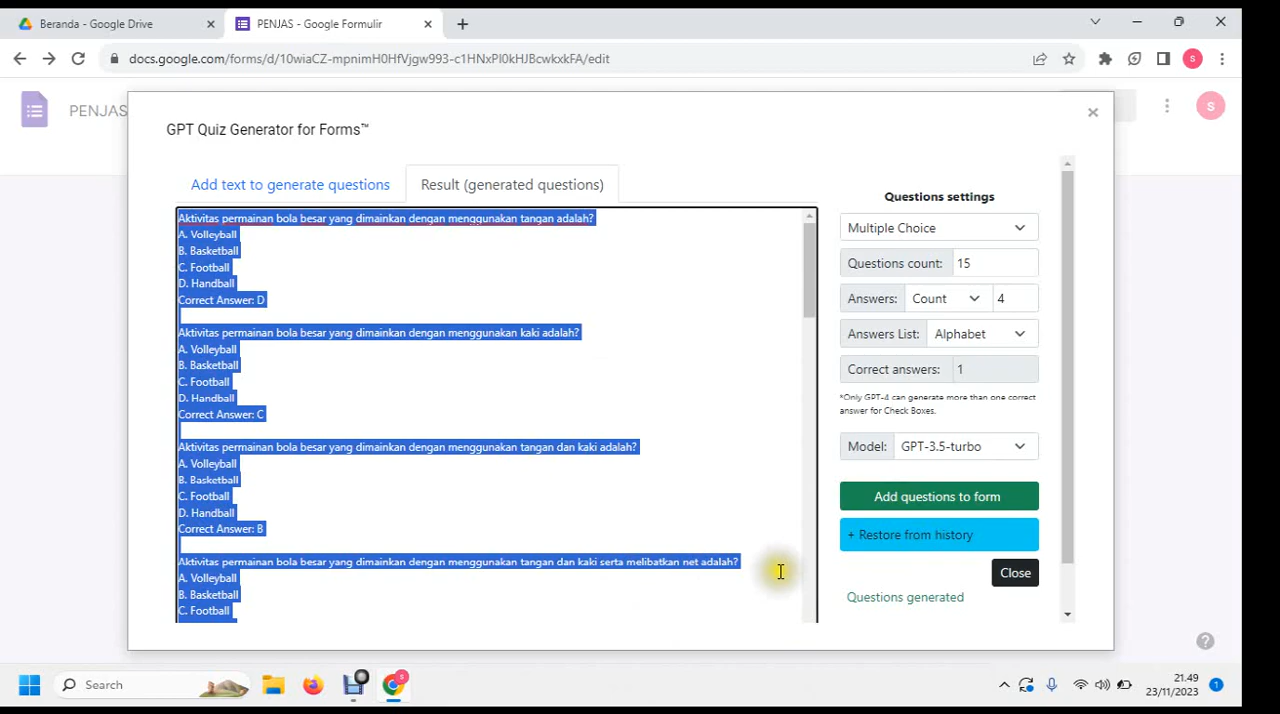 Beranda - Google Drive
PENJAS - Google Formulir
docs.google.com/forms/d/10wiaCZ-mpnimH0HfVjgw993-c1HNxPI0kHJBcwkxkFA/edit
S
PENJAS
S
GPT Quiz Generator for Forms™
Add text to generate questions
Result (generated questions)
Aktivitas permainan bola besar yang dimainkan dengan menggunakan tangan adalah?
A. Volleyball
B. Basketball
C. Football
D. Handball
Correct Answer: D
Aktivitas permainan bola besar yang dimainkan dengan menggunakan kaki adalah?
A. Volleyball
B. Basketball
C. Football
D. Handball
Correct Answer: C
Aktivitas permainan bola besar yang dimainkan dengan menggunakan tangan dan kaki adalah?
A. Volleyball
B. Basketball
C. Football
D. Handball
Correct Answer: B
Aktivitas permainan bola besar yang dimainkan dengan menggunakan tangan dan kaki serta melibatkan net adalah?
A. Volleyball
B. Basketball
C. Football
Questions settings
Multiple Choice
Questions count: 15
Answers: Count 4
Answers List: Alphabet
Correct answers: 1
*Only GPT-4 can generate more than one correct
answer for Check Boxes.
Model: GPT-3.5-turbo
Add questions to form
+ Restore from history
Close
Questions generated
Search
21.49
23/11/2023
1